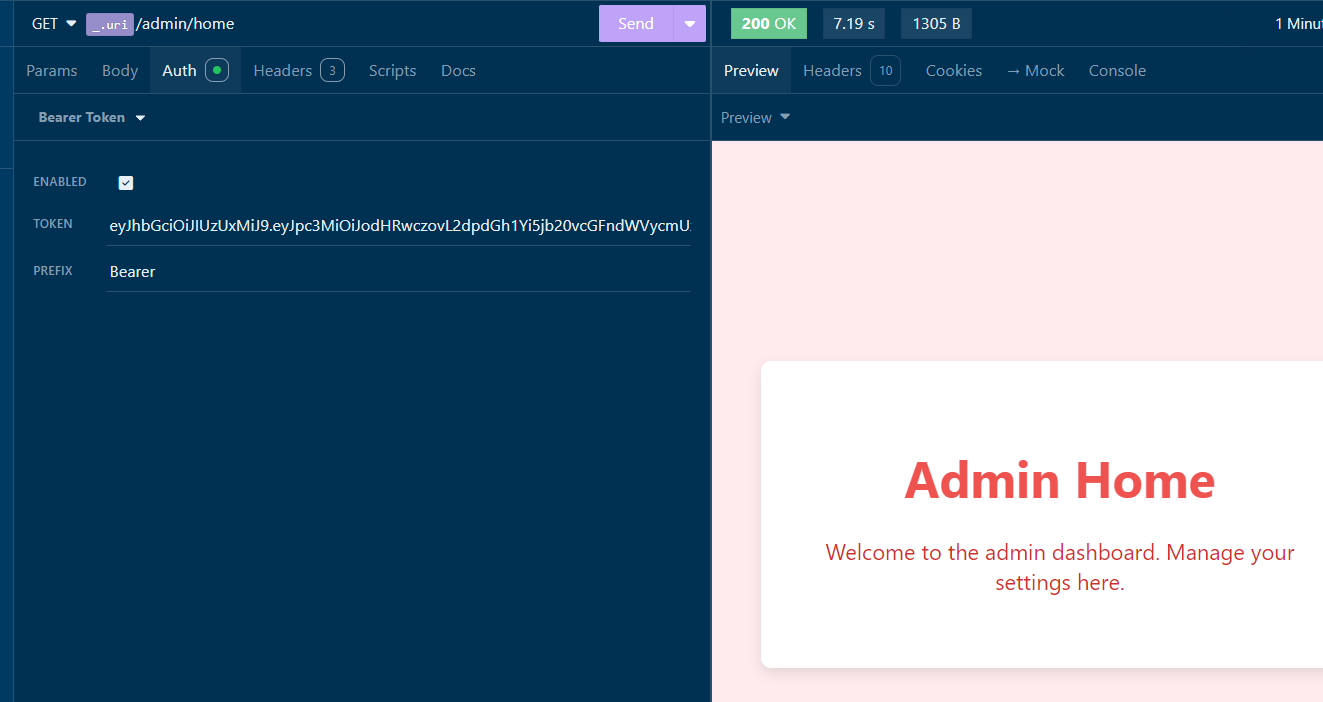 GET _.uri /admin/home Send
200 OK 7.19 s 1305 B 1 Minut
Params Body Auth Headers 3 Scripts Docs
Preview Headers 10 Cookies → Mock Console
Bearer Token
Preview
ENABLED
TOKEN eyJhbGciOiJIUzUxMiJ9.eyJpc3MiOiJodHRwczovL2dpdGh1Yi5jb20vcGFndWVycmU
PREFIX Bearer
Admin Home
Welcome to the admin dashboard. Manage your
settings here.